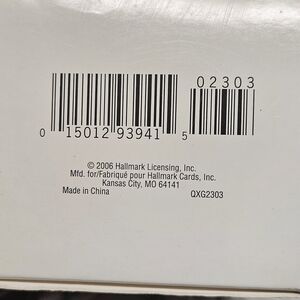 02303
0 15012 93941 5
© 2006 Hallmark Licensing, Inc.
Mfd. for/Fabriqué pour Hallmark Cards, Inc.
Kansas City, MO 64141
Made in China QXG2303